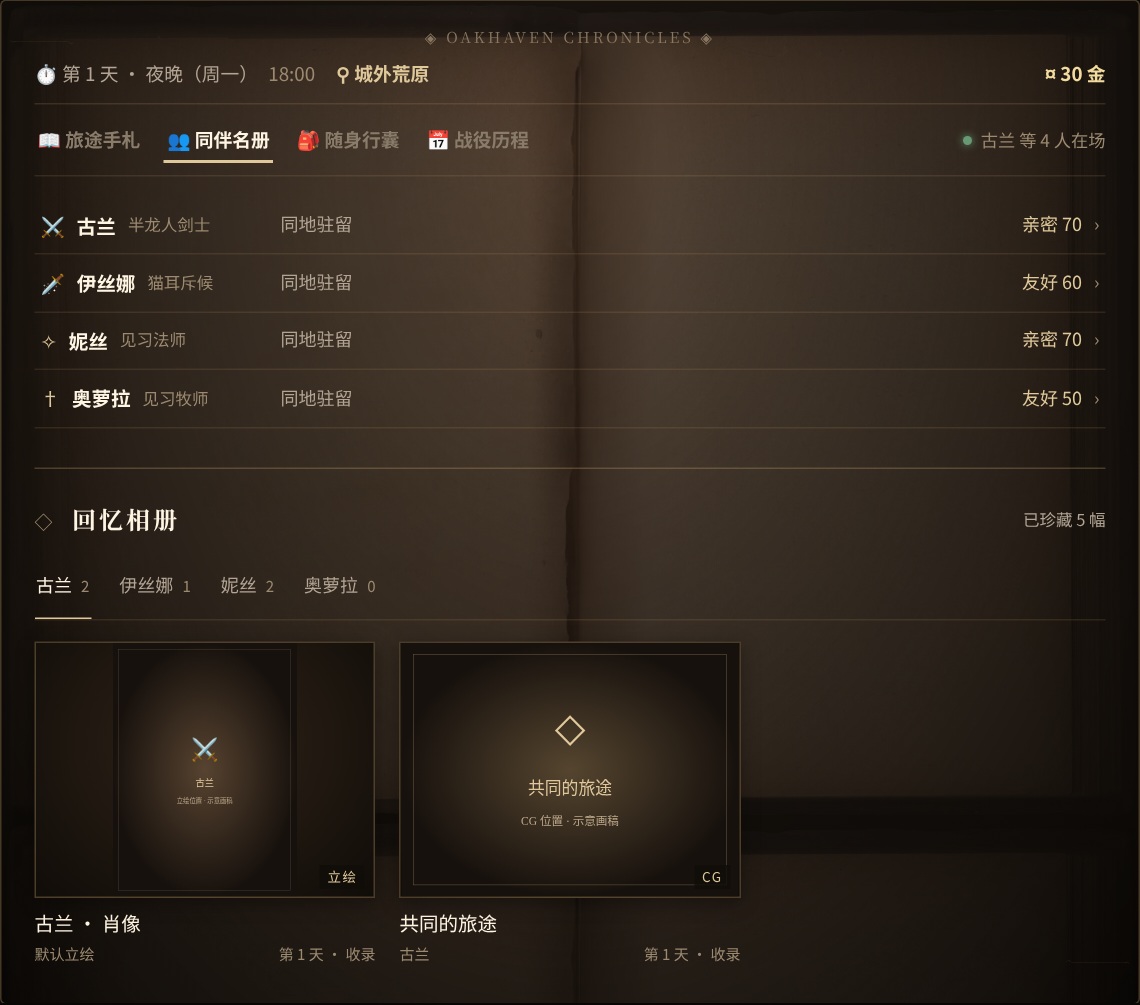 ◈ OAKHAVEN CHRONICLES ◈
第 1 天 · 夜晚（周一） 18:00 城外荒原 ¤ 30 金
旅途手札 同伴名册 随身行囊 战役历程 古兰 等 4 人在场
古兰 半龙人剑士 同地驻留 亲密 70 ›
伊丝娜 猫耳斥候 同地驻留 友好 60 ›
妮丝 见习法师 同地驻留 亲密 70 ›
奥萝拉 见习牧师 同地驻留 友好 50 ›
回忆相册 已珍藏 5 幅
古兰 2 伊丝娜 1 妮丝 2 奥萝拉 0
古兰
立绘位置 · 示意画稿
立绘
共同的旅途
CG 位置 · 示意画稿
CG
古兰 · 肖像
默认立绘 第 1 天 · 收录
共同的旅途
古兰 第 1 天 · 收录